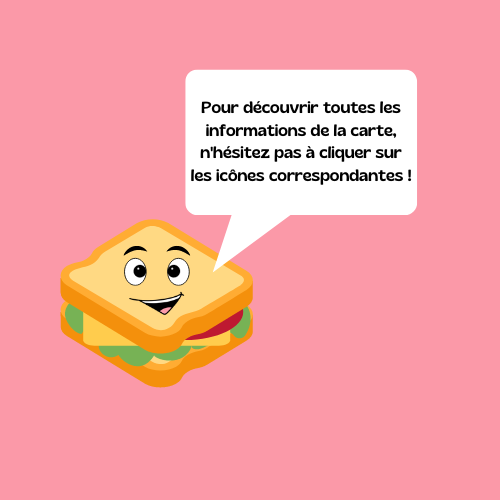 Pour découvrir toutes les
informations de la carte,
n'hésitez pas à cliquer sur
les icônes correspondantes !